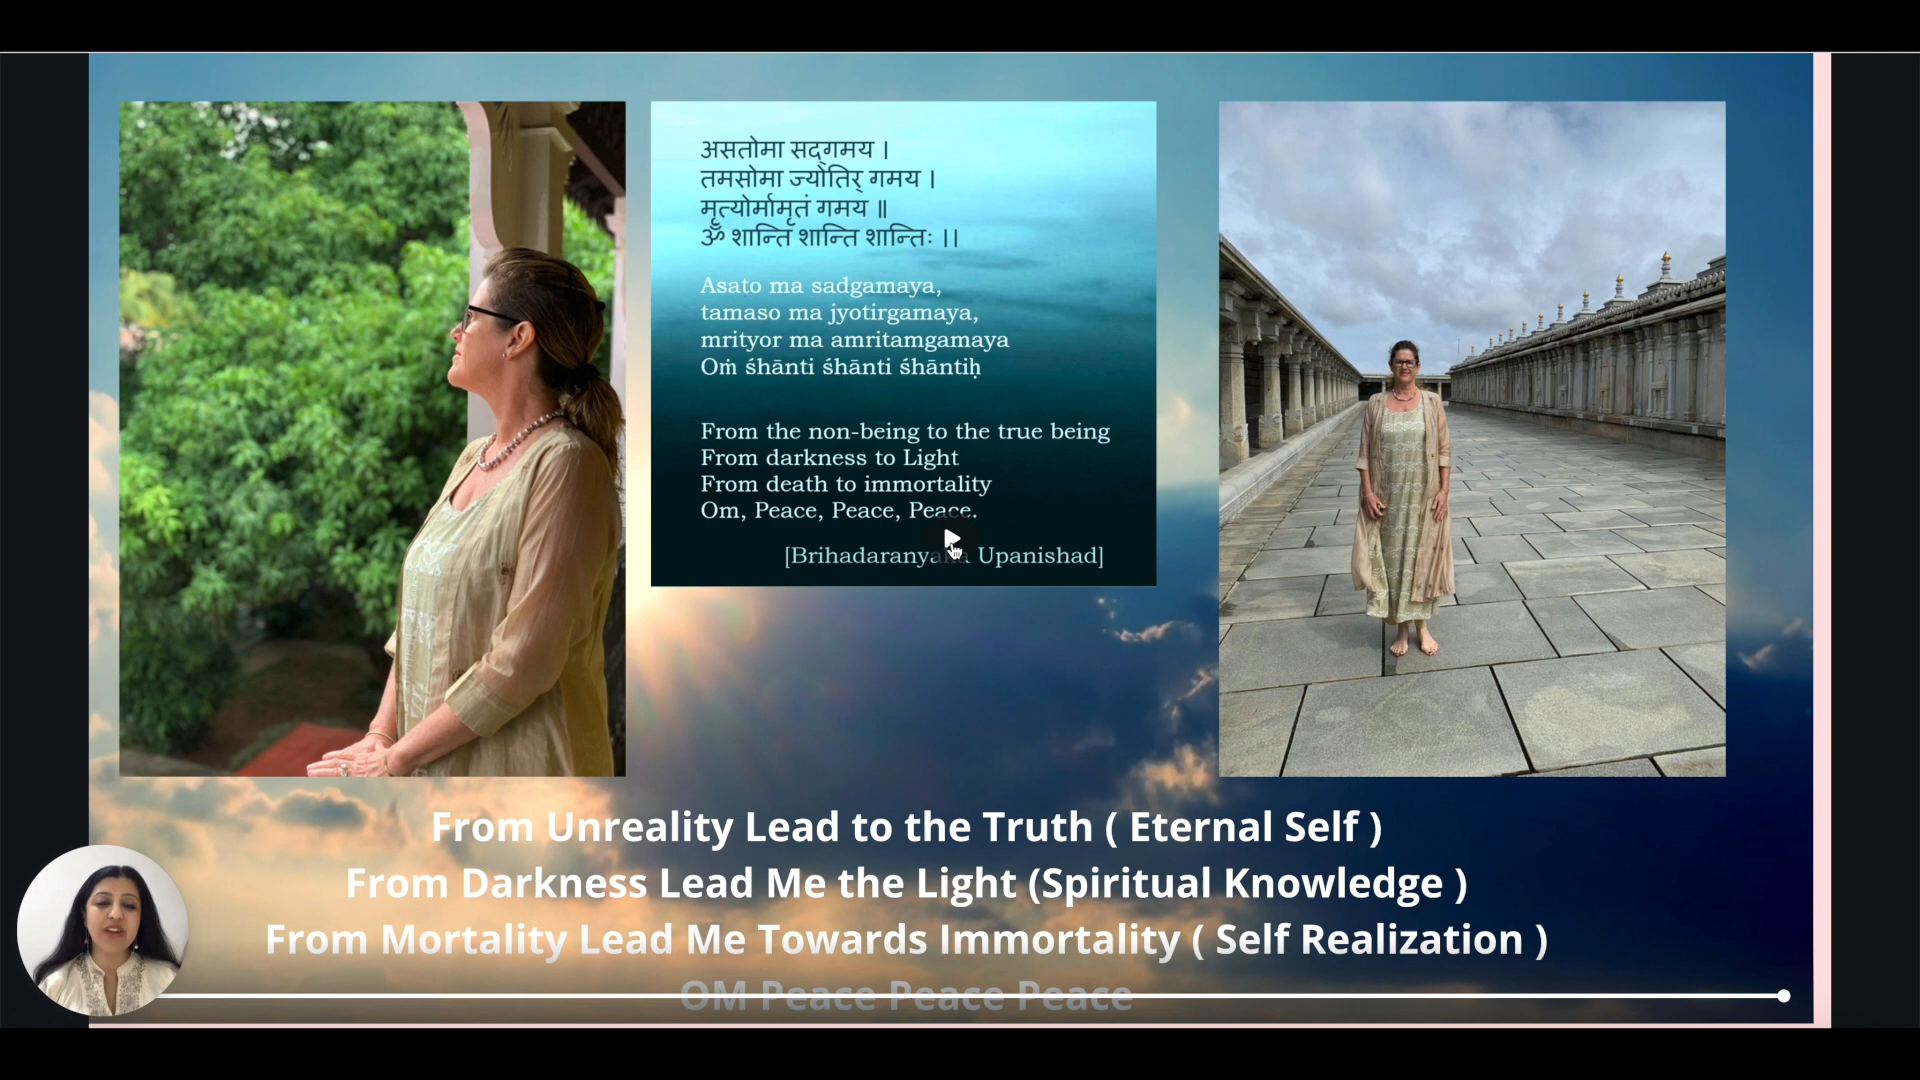 असतोमा सद्गमय ।
तमसोमा ज्योतिर् गमय ।
मृत्योर्मामृतं गमय ॥
ॐ शान्ति शान्ति शान्तिः ।।
Asato ma sadgamaya,
tamaso ma jyotirgamaya,
mrityor ma amritamgamaya
Oṁ śhānti śhānti śhāntiḥ
From the non-being to the true being
From darkness to Light
From death to immortality
Om, Peace, Peace, Peace.
[Brihadaranyaka Upanishad]
From Unreality Lead to the Truth ( Eternal Self )
From Darkness Lead Me the Light (Spiritual Knowledge )
From Mortality Lead Me Towards Immortality ( Self Realization )
OM Peace Peace Peace